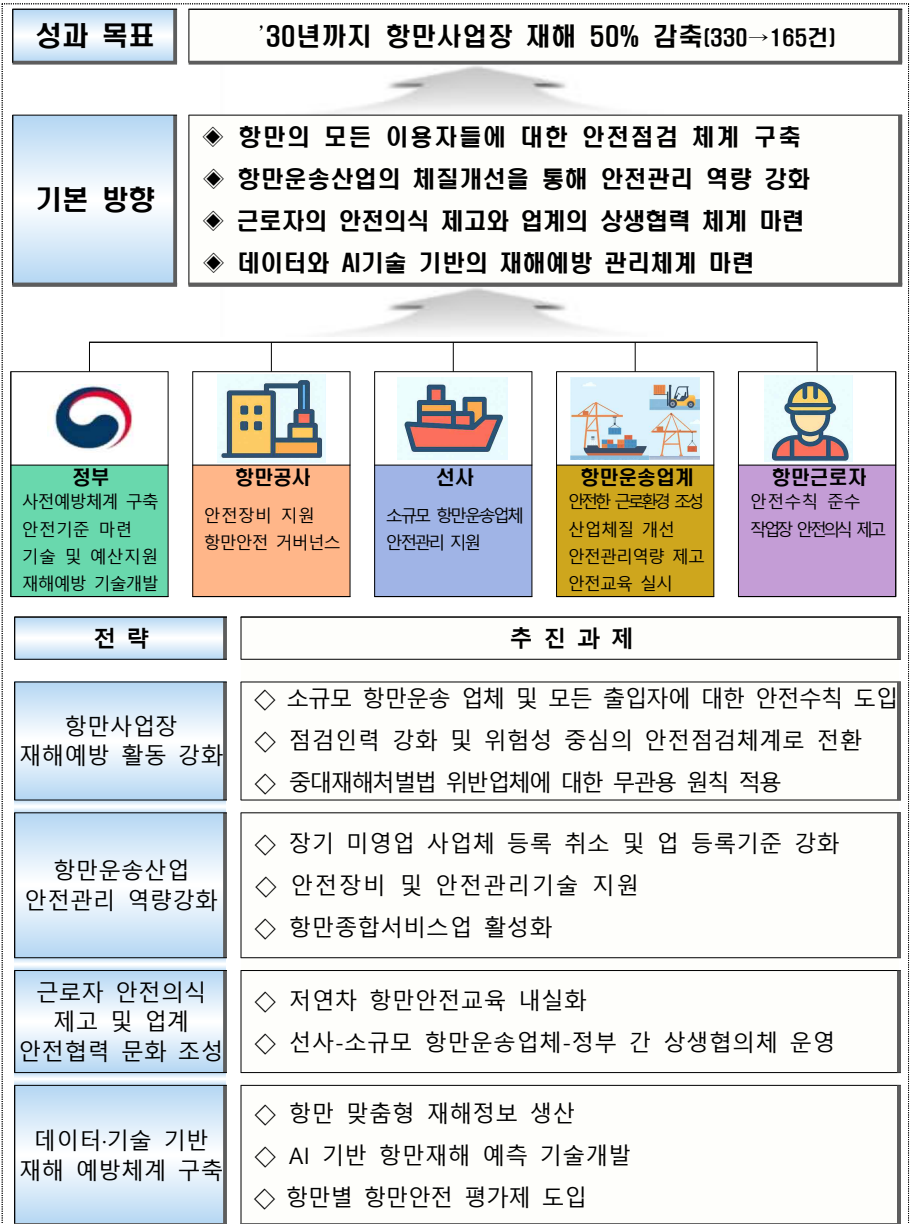 성과 목표
'30년까지 항만사업장 재해 50% 감축(330→165건)
기본 방향
◈ 항만의 모든 이용자들에 대한 안전점검 체계 구축
◈ 항만운송산업의 체질개선을 통해 안전관리 역량 강화
◈ 근로자의 안전의식 제고와 업계의 상생협력 체계 마련
◈ 데이터와 AI기술 기반의 재해예방 관리체계 마련
정부
사전예방체계 구축
안전기준 마련
기술 및 예산지원
재해예방 기술개발
항만공사
안전장비 지원
항만안전 거버넌스
선사
소규모 항만운송업체
안전관리 지원
항만운송업계
안전한 근로환경 조성
산업체질 개선
안전관리역량 제고
안전교육 실시
항만근로자
안전수칙 준수
작업장 안전의식 제고
전 략
추 진 과 제
항만사업장
재해예방 활동 강화
◇ 소규모 항만운송 업체 및 모든 출입자에 대한 안전수칙 도입
◇ 점검인력 강화 및 위험성 중심의 안전점검체계로 전환
◇ 중대재해처벌법 위반업체에 대한 무관용 원칙 적용
항만운송산업
안전관리 역량강화
◇ 장기 미영업 사업체 등록 취소 및 업 등록기준 강화
◇ 안전장비 및 안전관리기술 지원
◇ 항만종합서비스업 활성화
근로자 안전의식
제고 및 업계
안전협력 문화 조성
◇ 저연차 항만안전교육 내실화
◇ 선사-소규모 항만운송업체-정부 간 상생협의체 운영
데이터·기술 기반
재해 예방체계 구축
◇ 항만 맞춤형 재해정보 생산
◇ AI 기반 항만재해 예측 기술개발
◇ 항만별 항만안전 평가제 도입